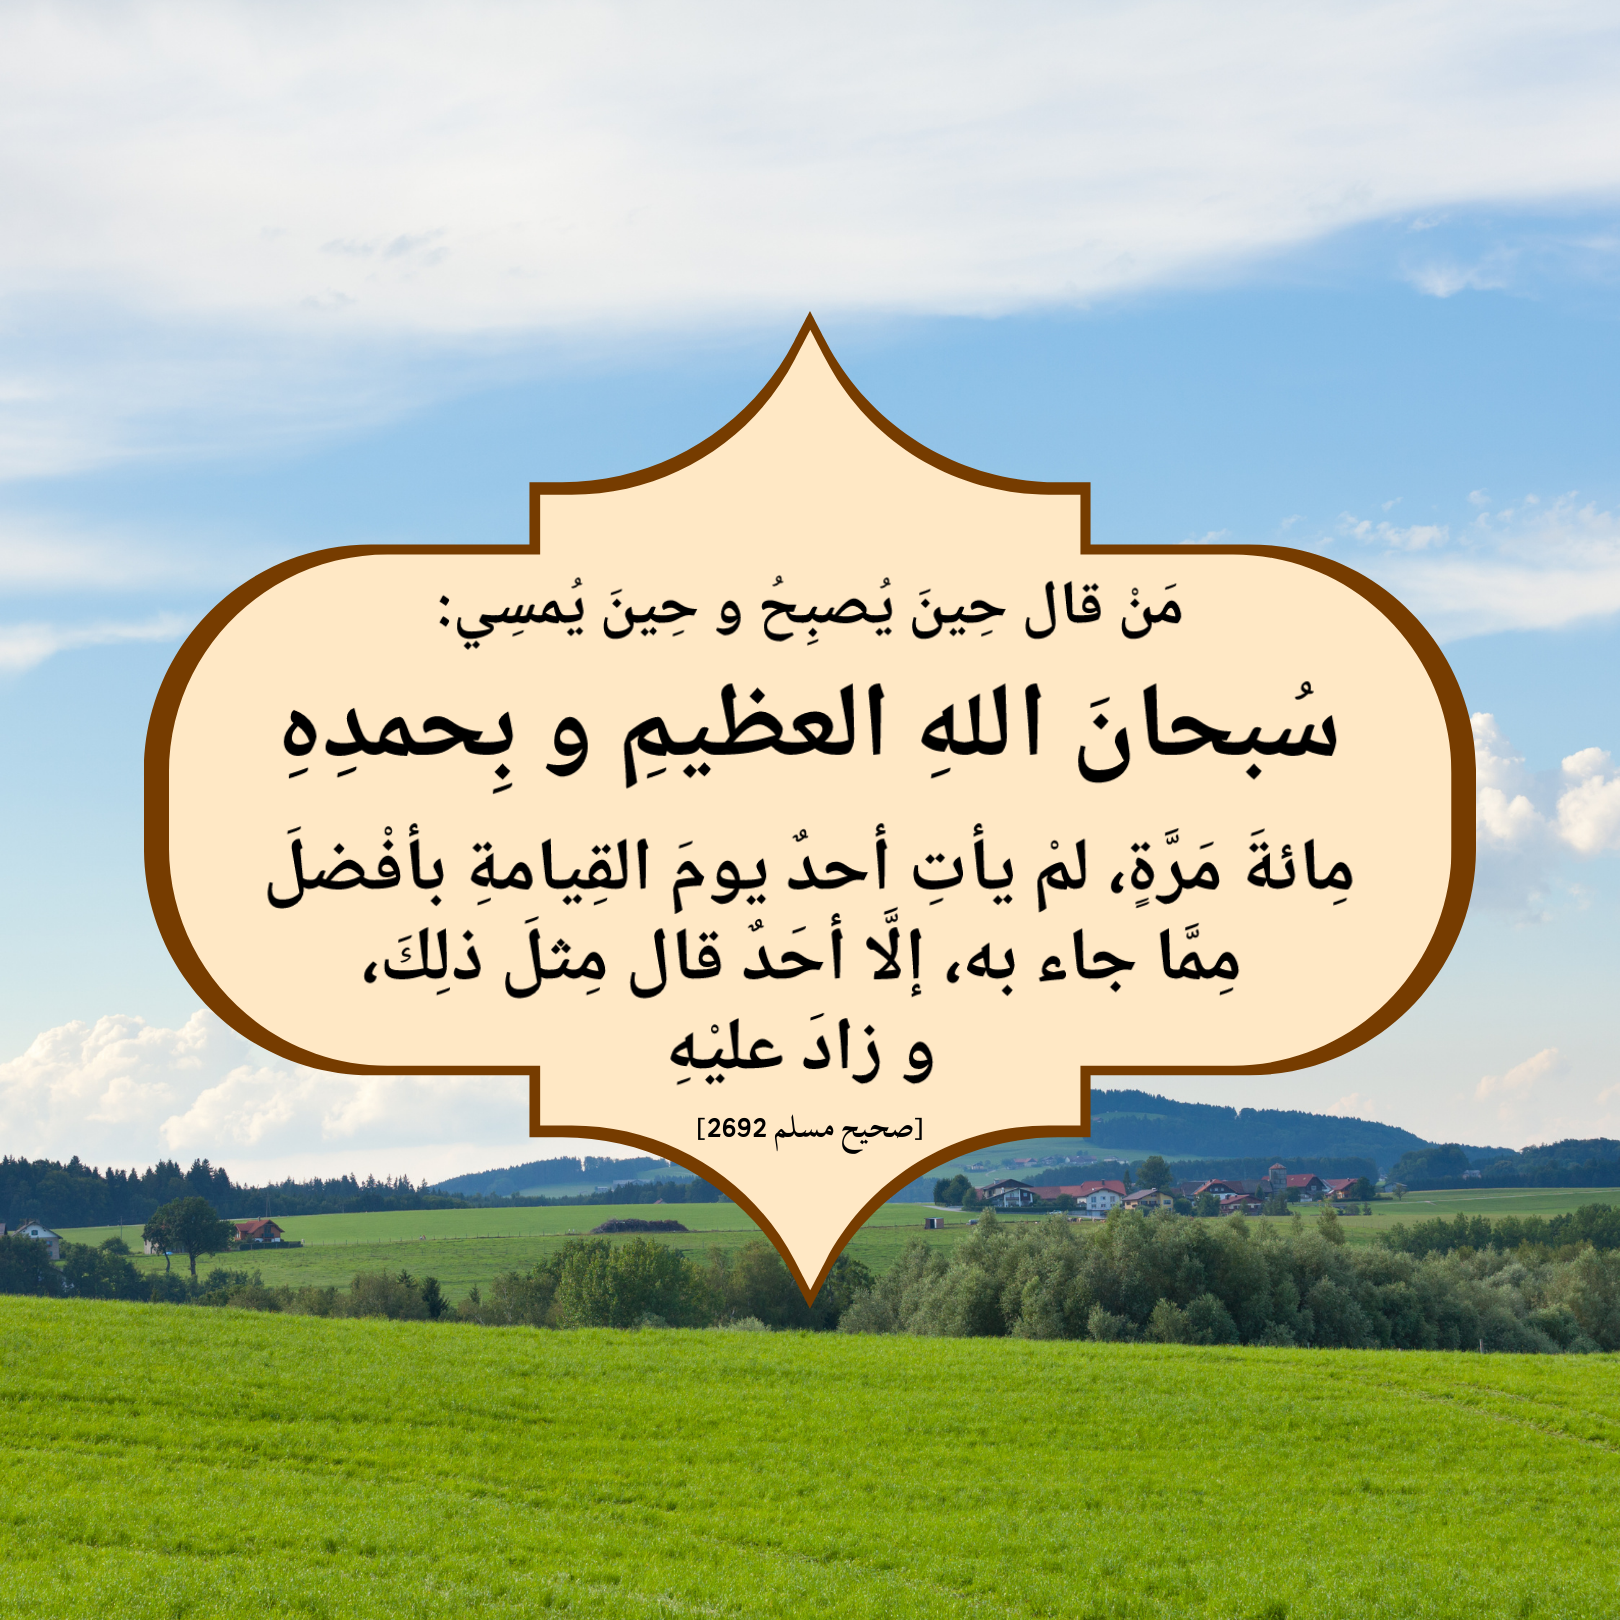 مَنْ قال حِينَ يُصبِحُ و حِينَ يُمسِي:
سُبحانَ اللهِ العظيمِ و بِحمدِهِ
مِائةَ مَرَّةٍ، لمْ يأتِ أحدٌ يومَ القِيامةِ بأفْضلَ
مِمَّا جاء به، إلَّا أحَدٌ قال مِثلَ ذلِكَ،
و زادَ عليْهِ
[صحيح مسلم 2692]